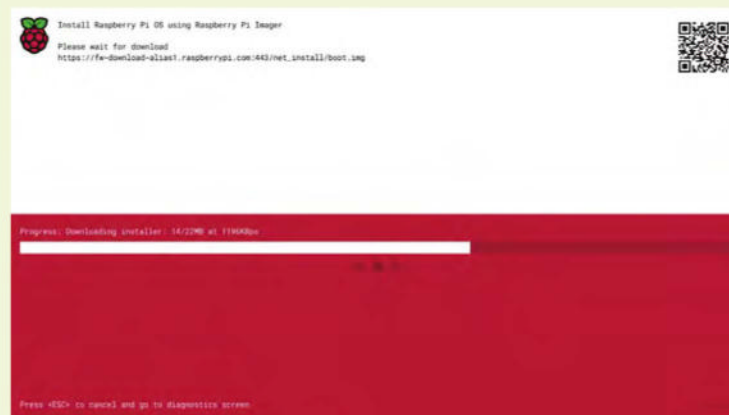 Install Raspberry Pi OS using Raspberry Pi Imager
Please wait for download
https://fw-download-alias1.raspberrypi.com:443/net_install/boot.img
Progress: Downloading installer: 14/22MB at 1196KBps
Press <ESC> to cancel and go to diagnostics screen